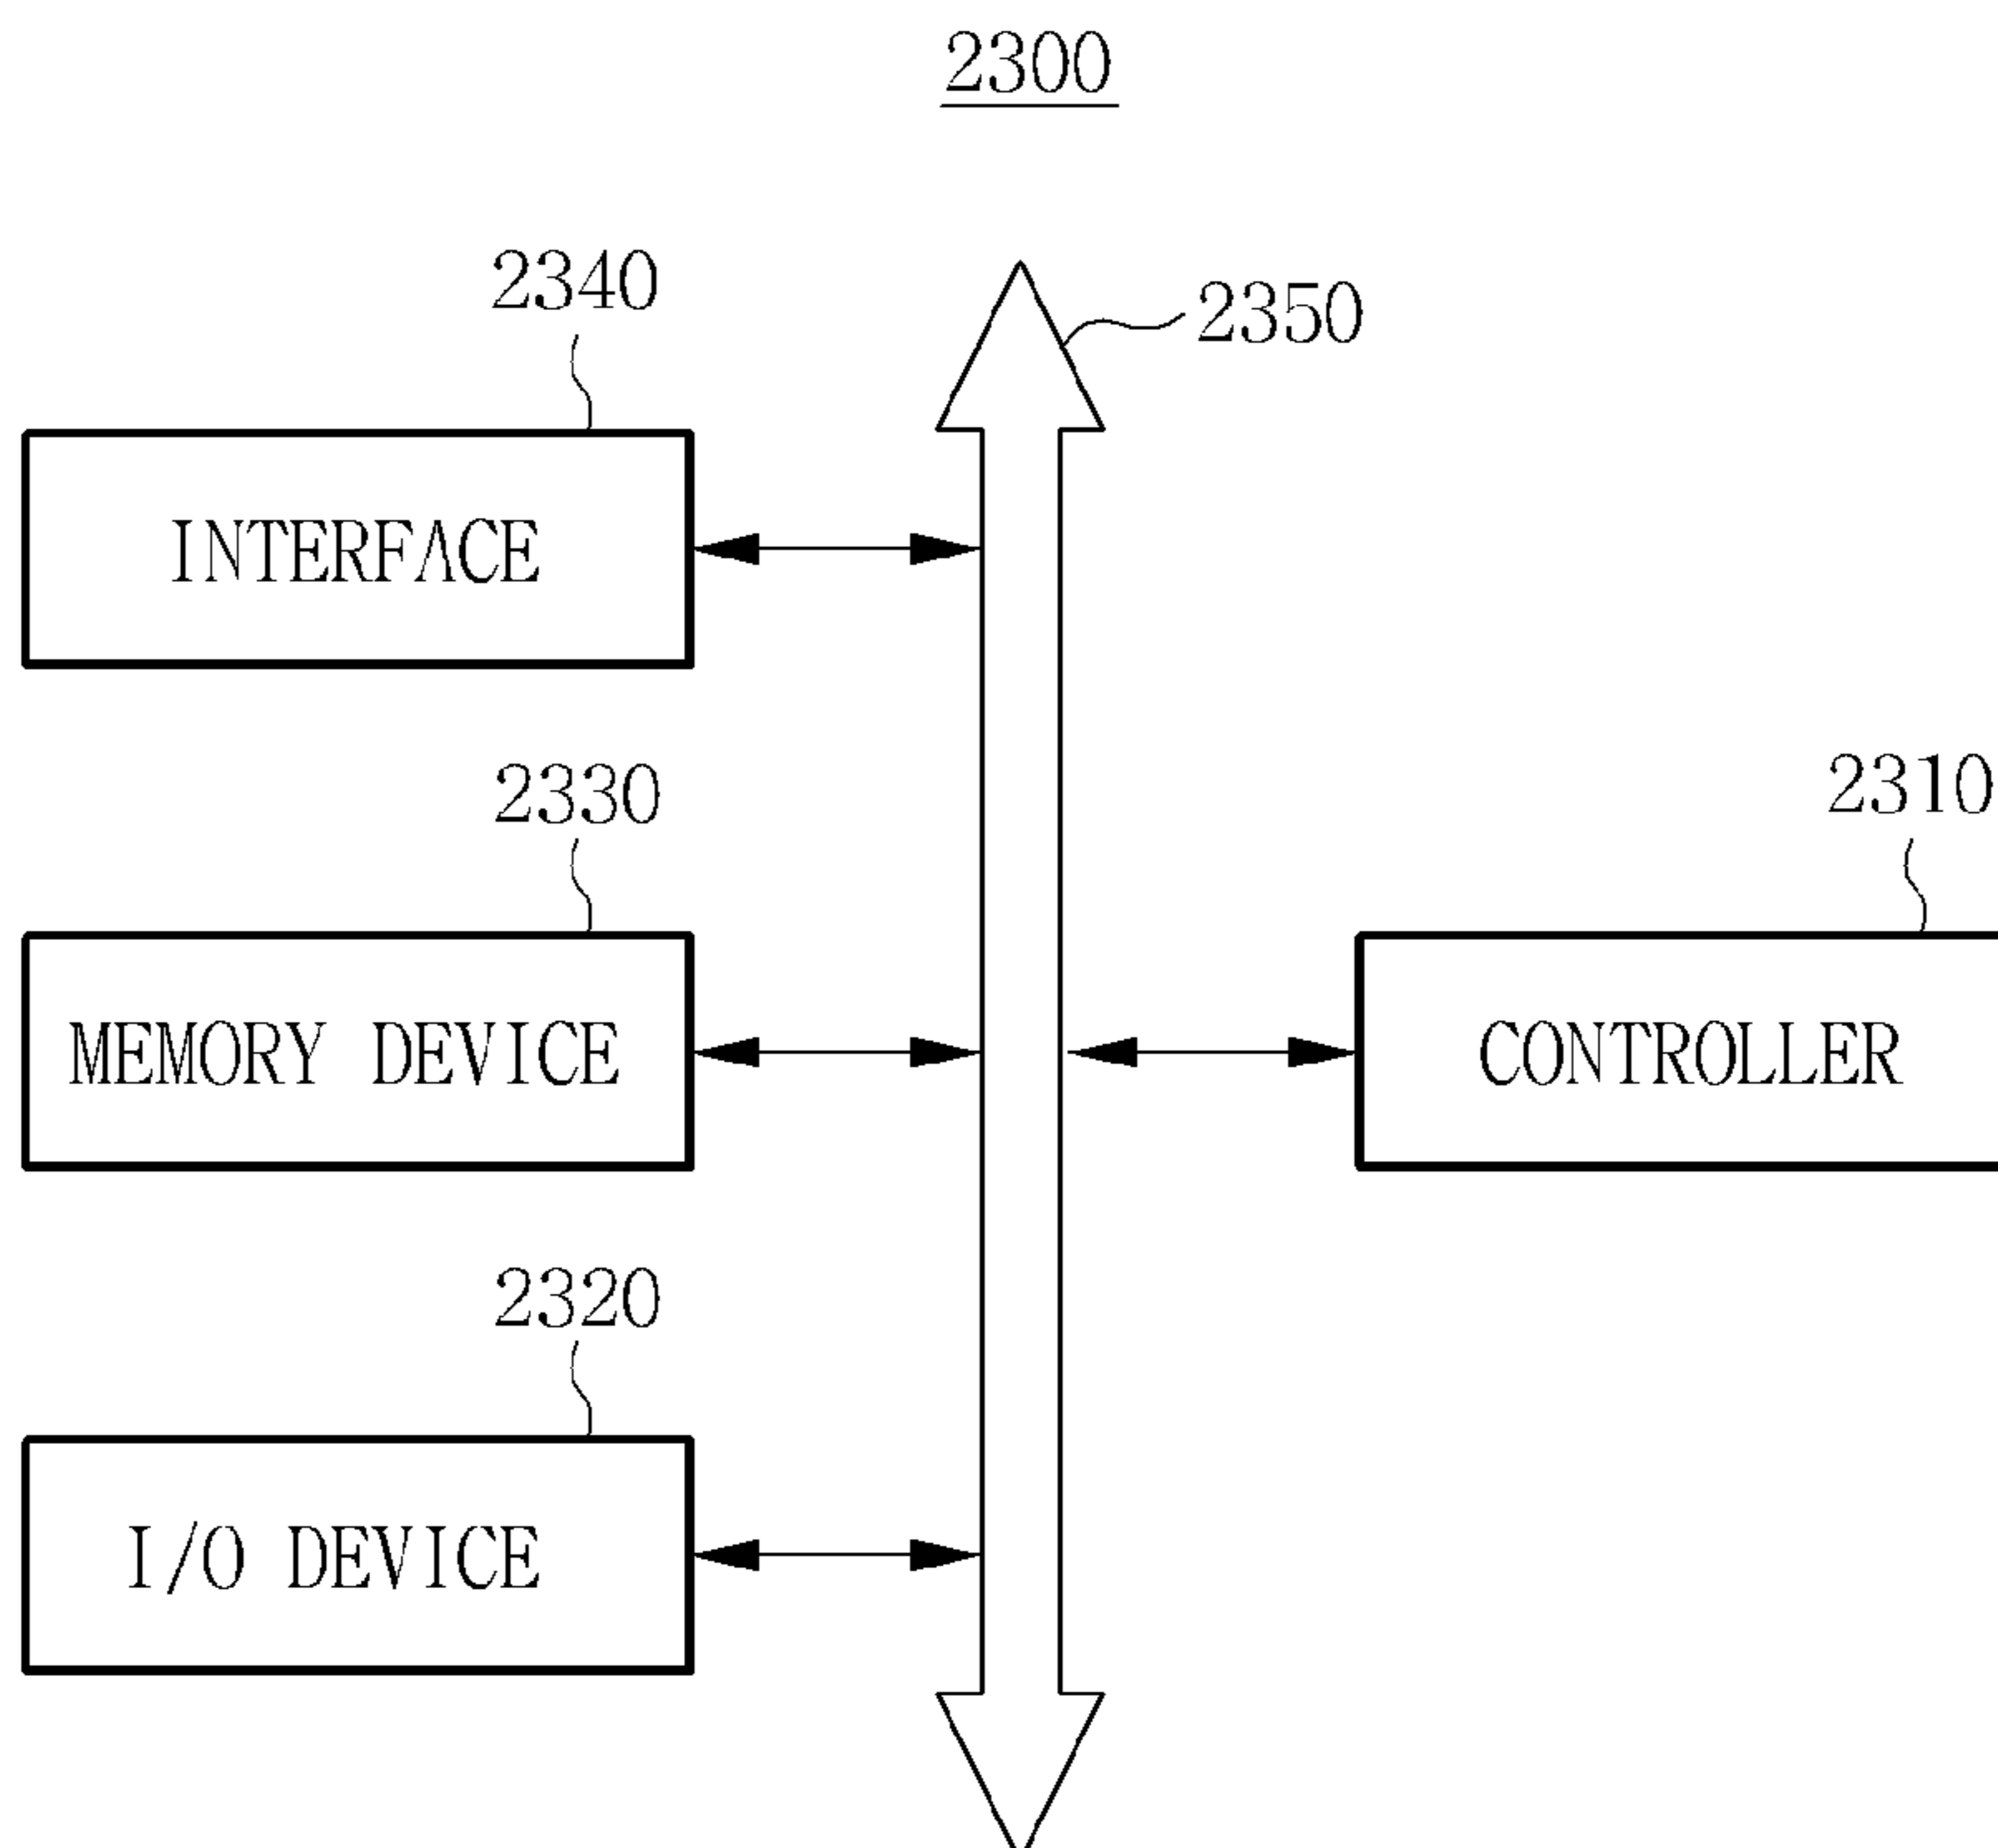 2300
2340
2350
INTERFACE
2330
2310
MEMORY DEVICE
CONTROLLER
2320
I/O DEVICE